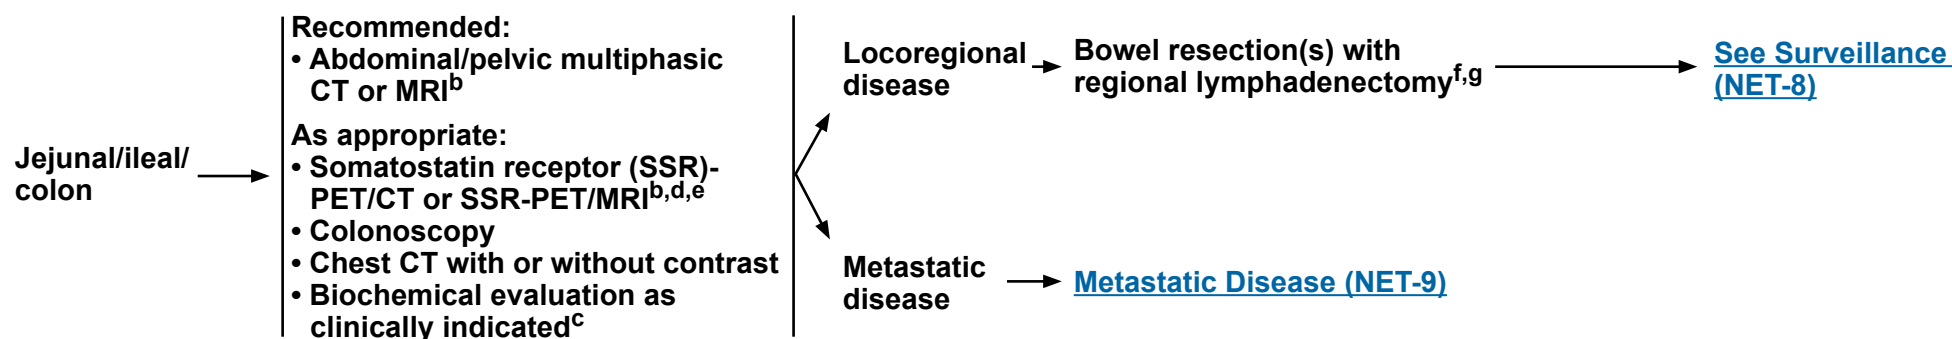 Jejunal/ileal/
colon
Recommended:
• Abdominal/pelvic multiphasic
CT or MRIb
As appropriate:
• Somatostatin receptor (SSR)-
PET/CT or SSR-PET/MRIb,d,e
• Colonoscopy
• Chest CT with or without contrast
• Biochemical evaluation as
clinically indicatedc
Locoregional
disease
Bowel resection(s) with
regional lymphadenectomyf,g
See Surveillance
(NET-8)
Metastatic
disease
Metastatic Disease (NET-9)